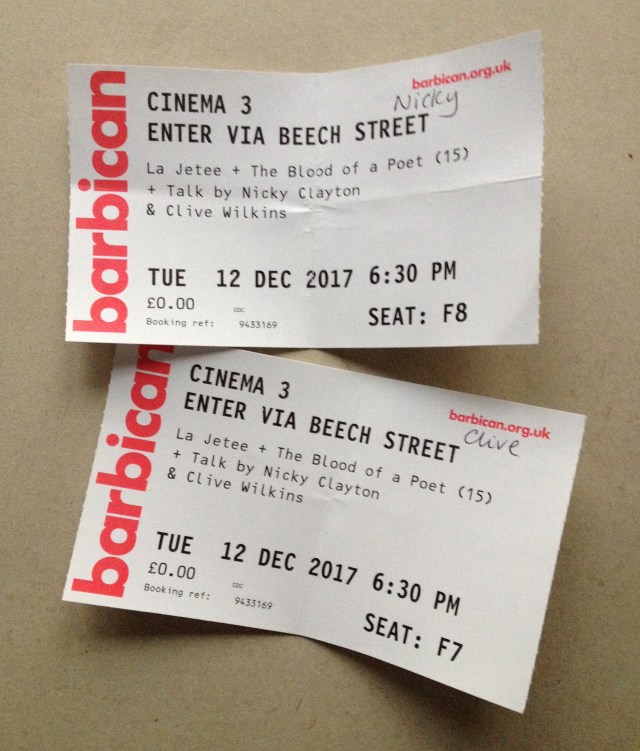 barbican
barbican.org.uk
Nicky
CINEMA 3
ENTER VIA BEECH STREET
La Jetee + The Blood of a Poet (15)
+ Talk by Nicky Clayton
& Clive Wilkins
TUE 12 DEC 2017 6:30 PM
£0.00 CDC
SEAT: F8
Booking ref: 9433169
barbican
barbican.org.uk
Clive
CINEMA 3
ENTER VIA BEECH STREET
La Jetee + The Blood of a Poet (15)
+ Talk by Nicky Clayton
& Clive Wilkins
TUE 12 DEC 2017 6:30 PM
£0.00 CDC
Booking ref: 9433169
SEAT: F7